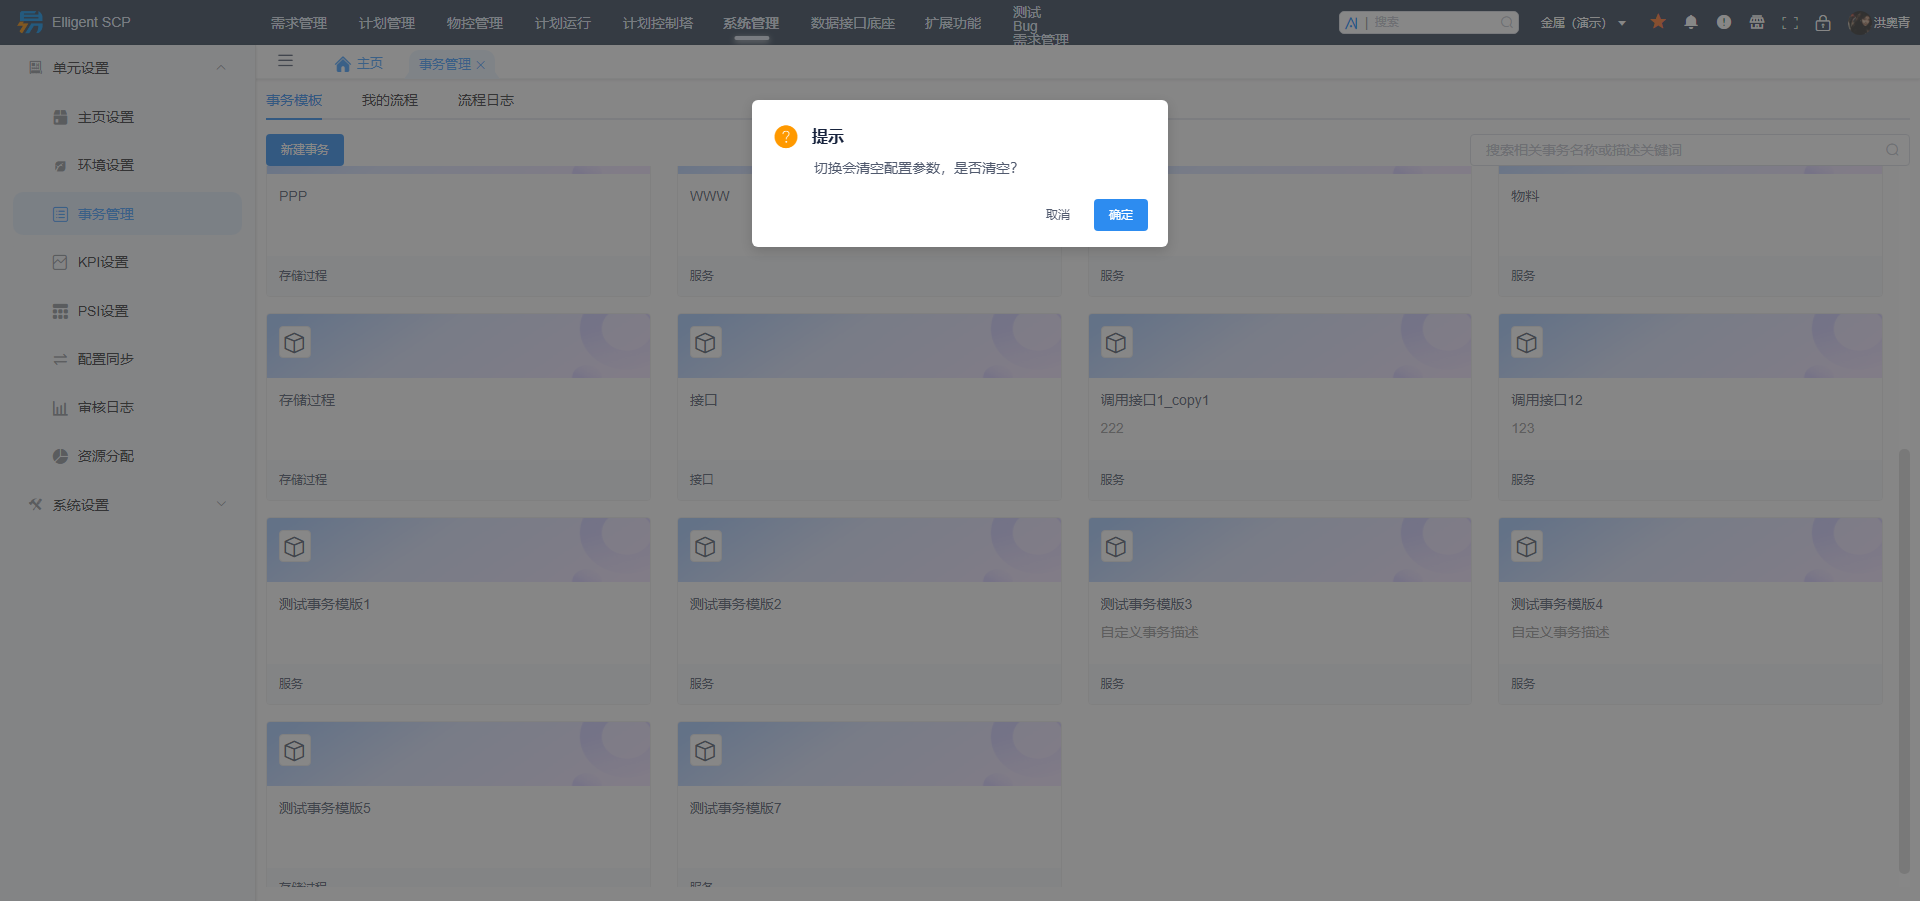 Elligent SCP
需求管理
计划管理
物控管理
计划运行
计划控制塔
系统管理
数据接口底座
扩展功能
测试
Bug
需求管理
AI | 搜索
金属（演示）
洪奥青
单元设置
主页设置
环境设置
事务管理
KPI设置
PSI设置
配置同步
审核日志
资源分配
系统设置
主页
事务管理
事务模板
我的流程
流程日志
新建事务
搜索相关事务名称或描述关键词
提示
切换会清空配置参数，是否清空？
取消
确定
PPP
存储过程
WWW
服务
服务
物料
服务
存储过程
存储过程
接口
接口
调用接口1_copy1
222
服务
调用接口12
123
服务
测试事务模版1
服务
测试事务模版2
服务
测试事务模版3
自定义事务描述
服务
测试事务模版4
自定义事务描述
服务
测试事务模版5
存储过程
测试事务模版7
服务